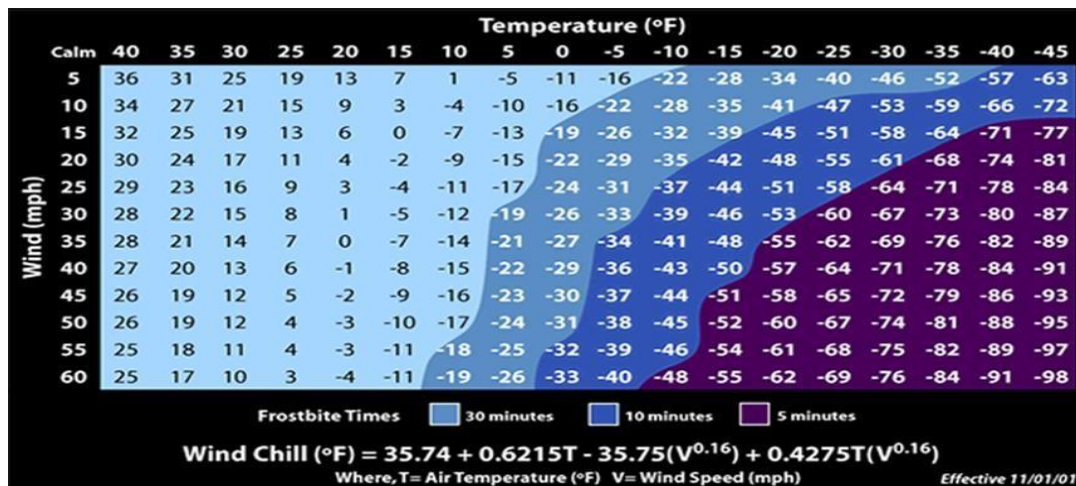 Temperature (°F)
Calm 40 35 30 25 20 15 10 5 0 -5 -10 -15 -20 -25 -30 -35 -40 -45
5 36 31 25 19 13 7 1 -5 -11 -16 -22 -28 -34 -40 -46 -52 -57 -63
10 34 27 21 15 9 3 -4 -10 -16 -22 -28 -35 -41 -47 -53 -59 -66 -72
15 32 25 19 13 6 0 -7 -13 -19 -26 -32 -39 -45 -51 -58 -64 -71 -77
20 30 24 17 11 4 -2 -9 -15 -22 -29 -35 -42 -48 -55 -61 -68 -74 -81
25 29 23 16 9 3 -4 -11 -17 -24 -31 -37 -44 -51 -58 -64 -71 -78 -84
30 28 22 15 8 1 -5 -12 -19 -26 -33 -39 -46 -53 -60 -67 -73 -80 -87
35 28 21 14 7 0 -7 -14 -21 -27 -34 -41 -48 -55 -62 -69 -76 -82 -89
40 27 20 13 6 -1 -8 -15 -22 -29 -36 -43 -50 -57 -64 -71 -78 -84 -91
45 26 19 12 5 -2 -9 -16 -23 -30 -37 -44 -51 -58 -65 -72 -79 -86 -93
50 26 19 12 4 -3 -10 -17 -24 -31 -38 -45 -52 -60 -67 -74 -81 -88 -95
55 25 18 11 4 -3 -11 -18 -25 -32 -39 -46 -54 -61 -68 -75 -82 -89 -97
60 25 17 10 3 -4 -11 -19 -26 -33 -40 -48 -55 -62 -69 -76 -84 -91 -98
Wind (mph)
Frostbite Times 30 minutes 10 minutes 5 minutes
Wind Chill (°F) = 35.74 + 0.6215T - 35.75(V0.16) + 0.4275T(V0.16)
Where, T= Air Temperature (°F) V= Wind Speed (mph) Effective 11/01/01